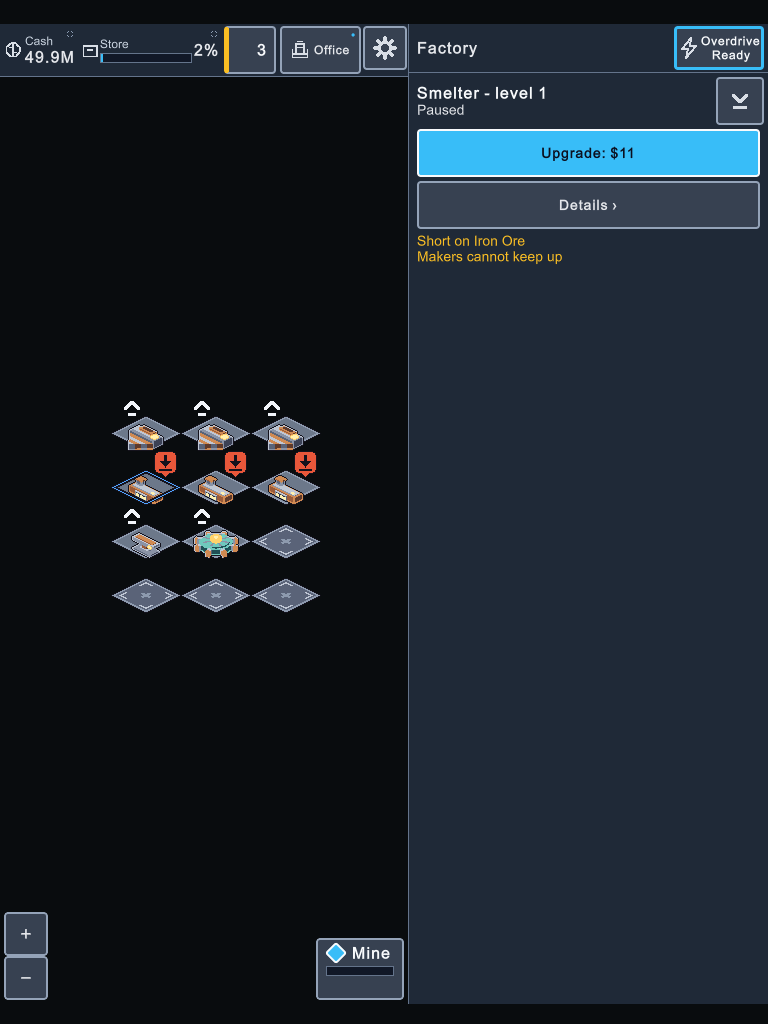 Cash
49.9M
Store
2%
3
Office
Factory
Overdrive
Ready
Smelter - level 1
Paused
Upgrade: $11
Details ›
Short on Iron Ore
Makers cannot keep up
+
−
Mine